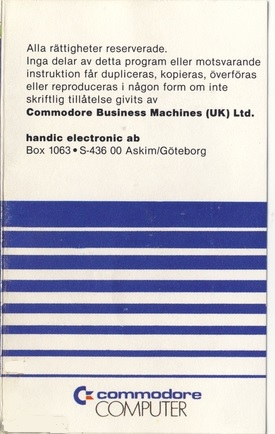 Alla rättigheter reserverade.
Inga delar av detta program eller motsvarande
instruktion får dupliceras, kopieras, överföras
eller reproduceras i någon form om inte
skriftlig tillåtelse givits av
Commodore Business Machines (UK) Ltd.
handic electronic ab
Box 1063 • S-436 00 Askim/Göteborg
commodore
COMPUTER